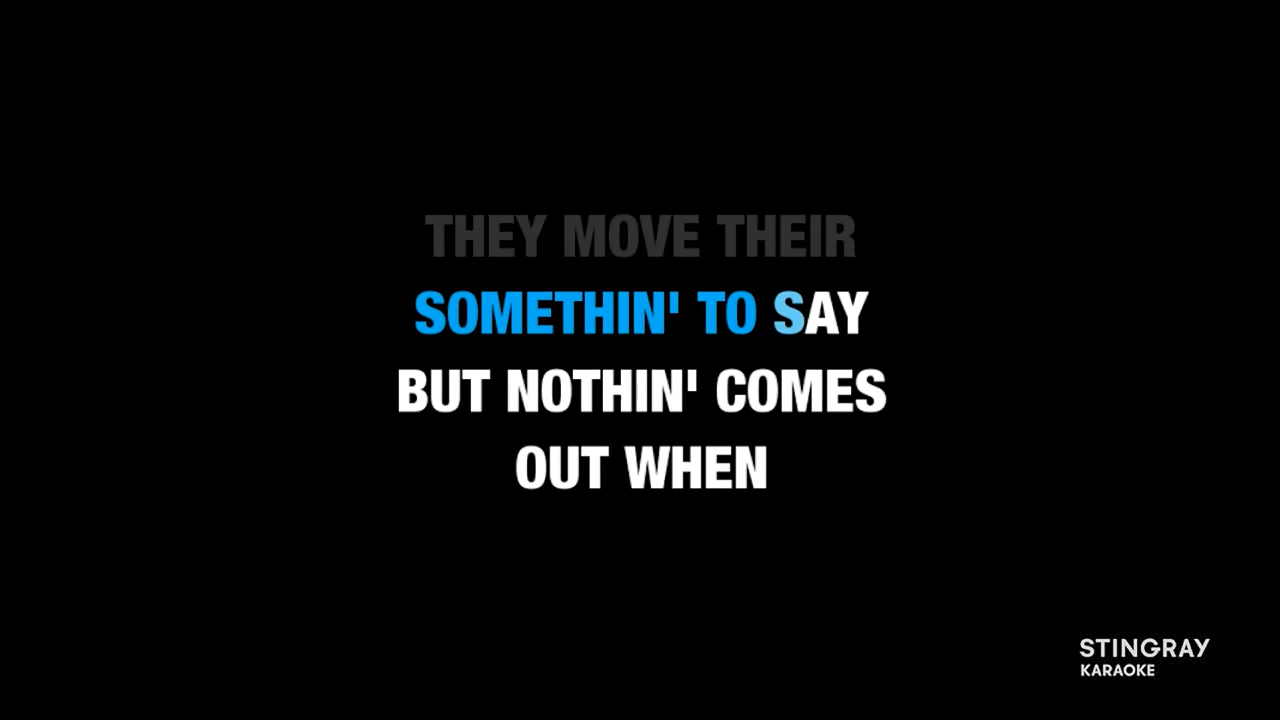 THEY MOVE THEIR
SOMETHIN' TO SAY
BUT NOTHIN' COMES
OUT WHEN
STINGRAY
KARAOKE